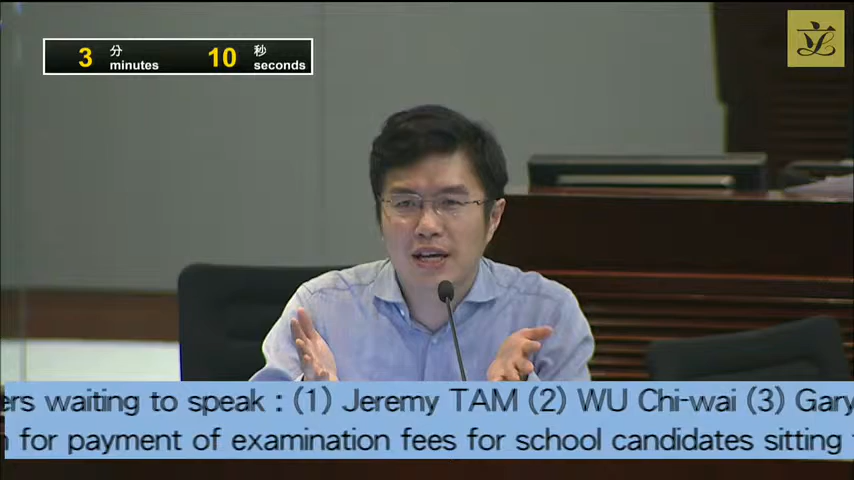 3 分 minutes 10 秒 seconds
ers waiting to speak : (1) Jeremy TAM (2) WU Chi-wai (3) Gary
for payment of examination fees for school candidates sitting